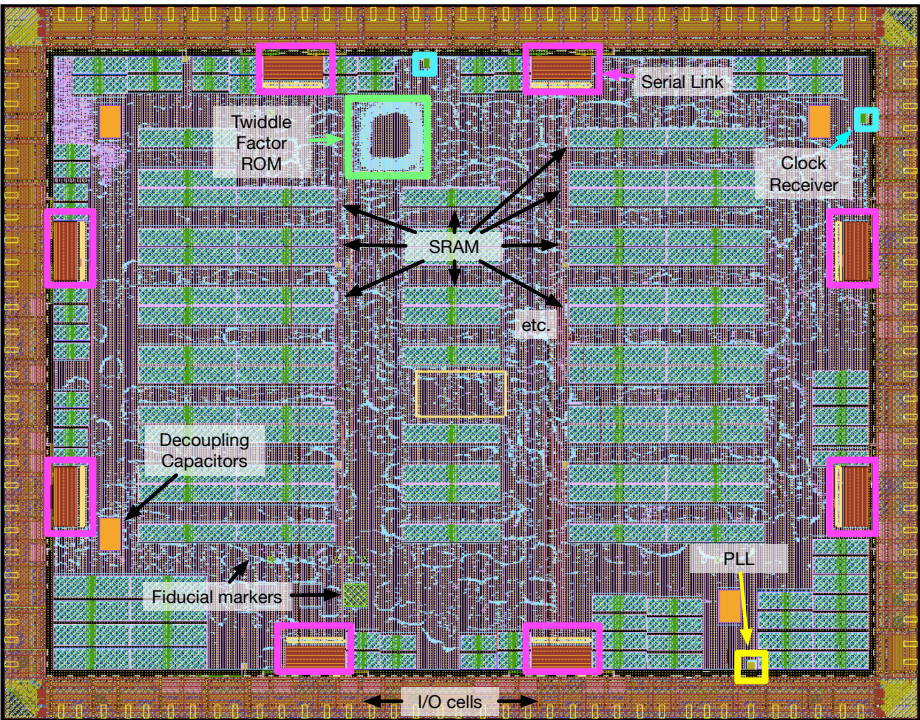 Serial Link
Twiddle
Factor
ROM
Clock
Receiver
SRAM
etc.
Decoupling
Capacitors
PLL
Fiducial markers
I/O cells